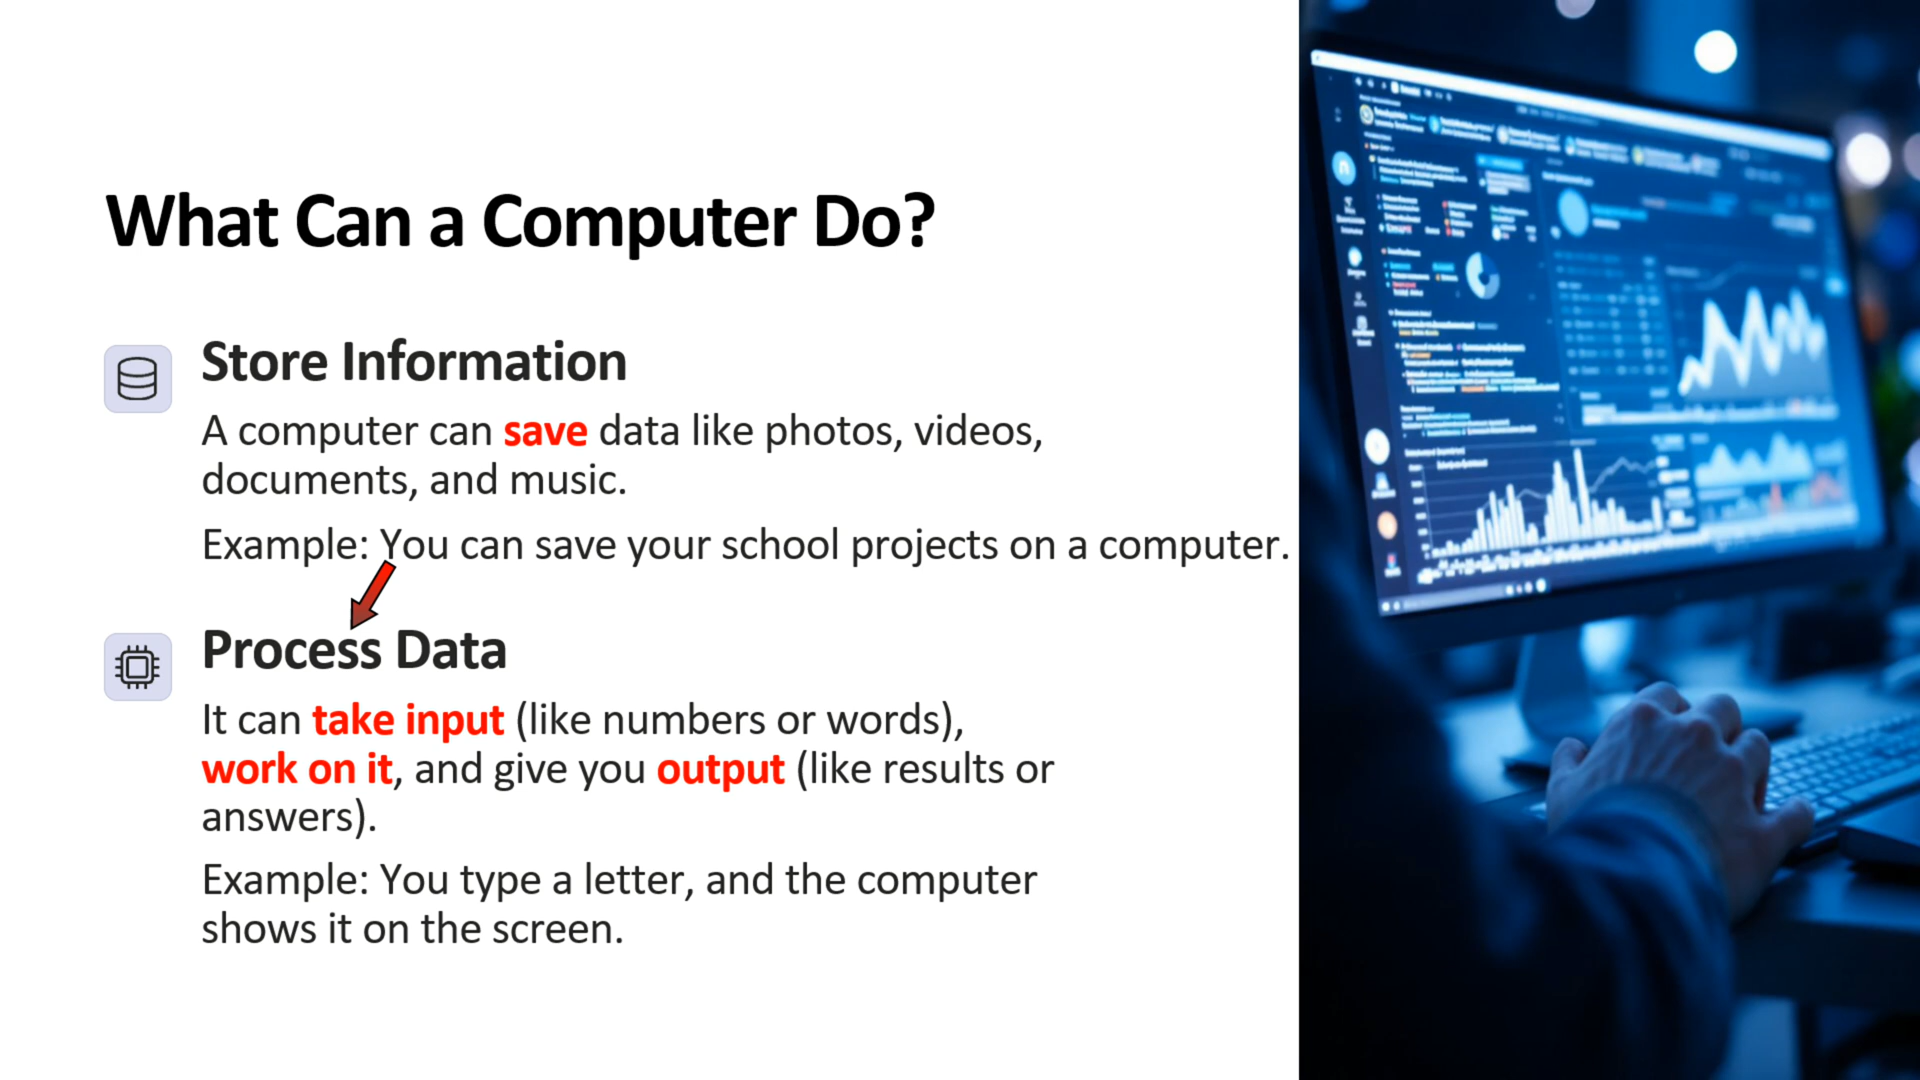 What Can a Computer Do?
Store Information
A computer can save data like photos, videos,
documents, and music.
Example: You can save your school projects on a computer.
Process Data
It can take input (like numbers or words),
work on it, and give you output (like results or
answers).
Example: You type a letter, and the computer
shows it on the screen.